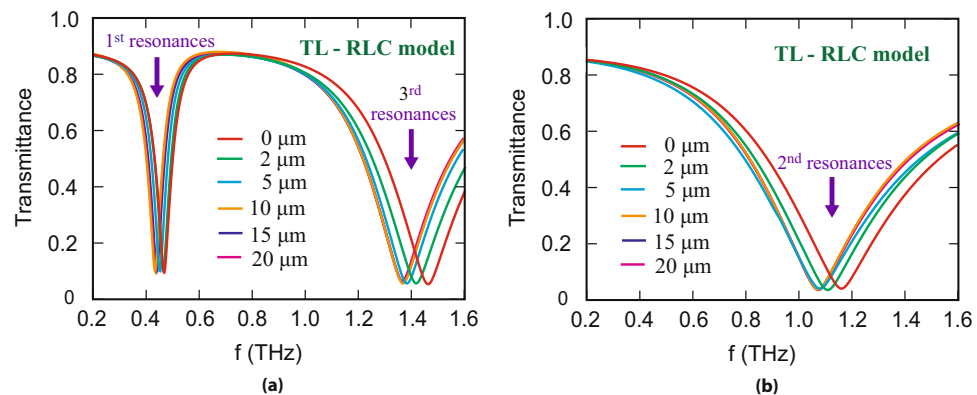 (a)
1st resonances
TL - RLC model
3rd
resonances
0 μm
2 μm
5 μm
10 μm
15 μm
20 μm
Transmittance
1.0
0.8
0.6
0.4
0.2
0
0.2 0.4 0.6 0.8 1.0 1.2 1.4 1.6
f (THz)
(a)
(b)
TL - RLC model
2nd resonances
0 μm
2 μm
5 μm
10 μm
15 μm
20 μm
Transmittance
1.0
0.8
0.6
0.4
0.2
0
0.2 0.4 0.6 0.8 1.0 1.2 1.4 1.6
f (THz)
(b)